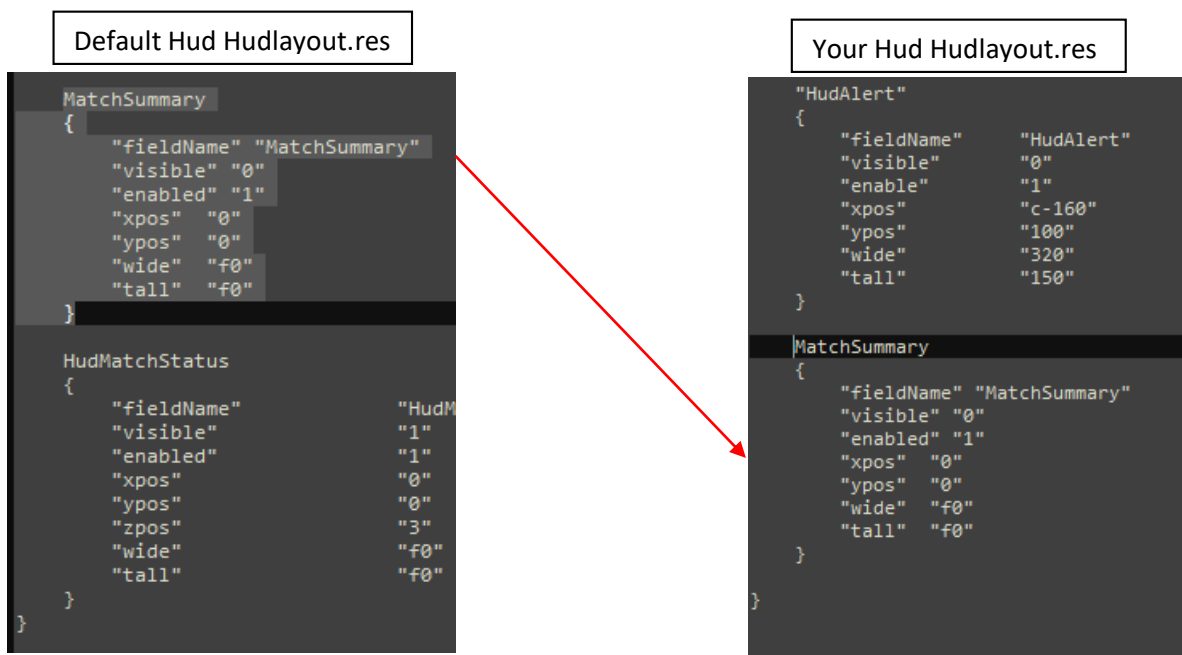 Default Hud Hudlayout.res
MatchSummary
{
"fieldName" "MatchSummary"
"visible" "0"
"enabled" "1"
"xpos" "0"
"ypos" "0"
"wide" "f0"
"tall" "f0"
}
HudMatchStatus
{
"fieldName" "HudM
"visible" "1"
"enabled" "1"
"xpos" "0"
"ypos" "0"
"zpos" "3"
"wide" "f0"
"tall" "f0"
}
}
Your Hud Hudlayout.res
"HudAlert"
{
"fieldName" "HudAlert"
"visible" "0"
"enable" "1"
"xpos" "c-160"
"ypos" "100"
"wide" "320"
"tall" "150"
}
MatchSummary
{
"fieldName" "MatchSummary"
"visible" "0"
"enabled" "1"
"xpos" "0"
"ypos" "0"
"wide" "f0"
"tall" "f0"
}
}